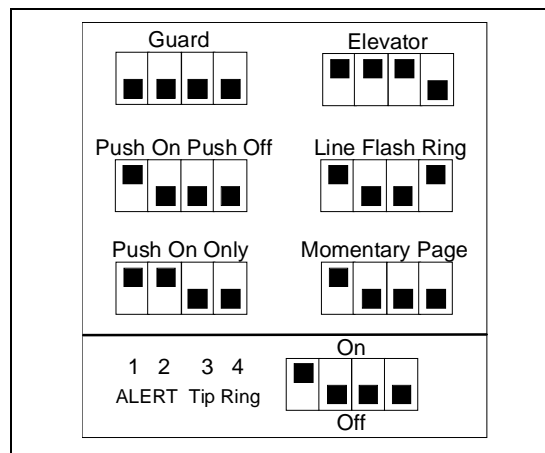 Guard Elevator
Push On Push Off Line Flash Ring
Push On Only Momentary Page
On
1 2 3 4
ALERT Tip Ring
Off